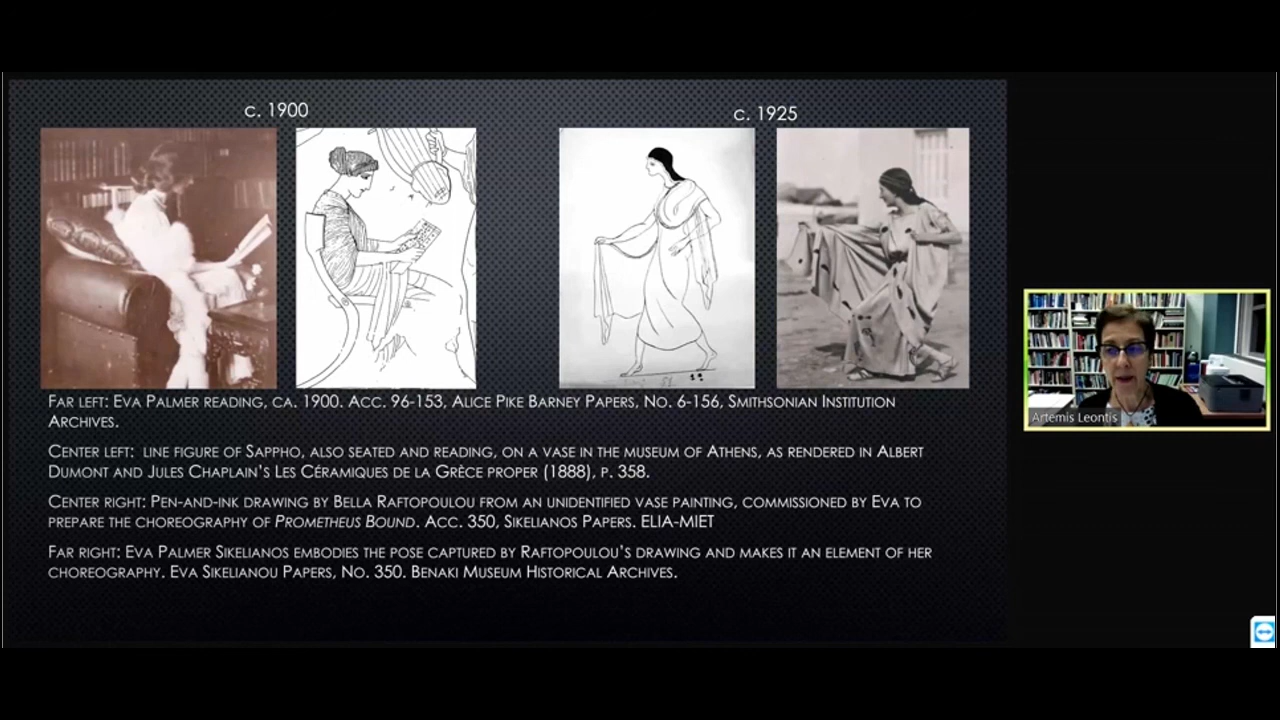 c. 1900
c. 1925
Far left: Eva Palmer reading, ca. 1900. Acc. 96-153, Alice Pike Barney Papers, No. 6-156, Smithsonian Institution
Archives.
Center left: line figure of Sappho, also seated and reading, on a vase in the museum of Athens, as rendered in Albert
Dumont and Jules Chaplain's Les Céramiques de la Grèce proper (1888), p. 358.
Center right: Pen-and-ink drawing by Bella Raftopoulou from an unidentified vase painting, commissioned by Eva to
prepare the choreography of Prometheus Bound. Acc. 350, Sikelianos Papers. ELIA-MIET
Far right: Eva Palmer Sikelianos embodies the pose captured by Raftopoulou's drawing and makes it an element of her
choreography. Eva Sikelianou Papers, No. 350. Benaki Museum Historical Archives.
Artemis Leontis